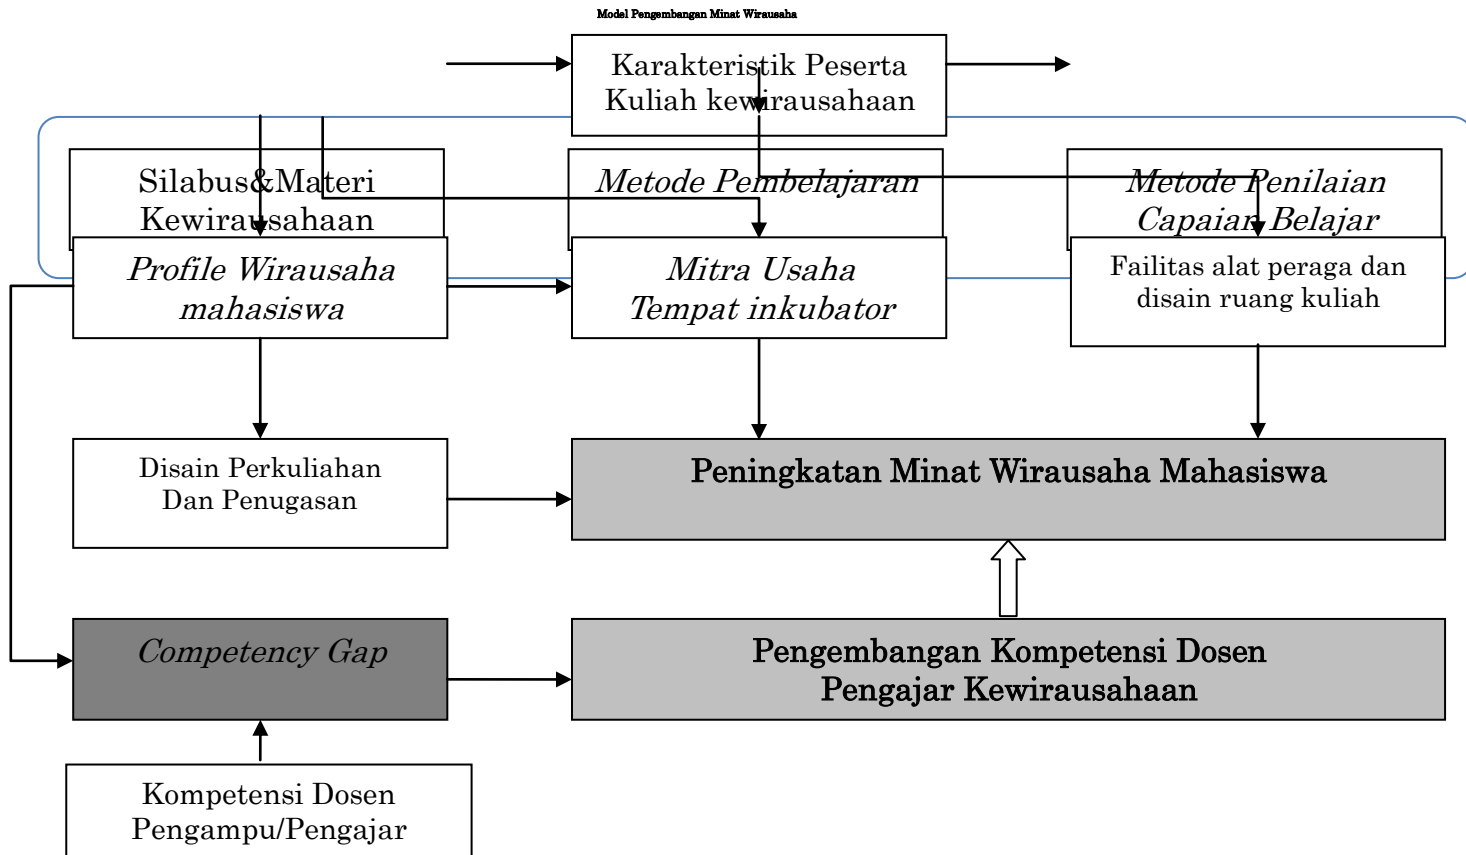 Model Pengembangan Minat Wirausaha
Karakteristik Peserta
Kuliah kewirausahaan
Silabus&Materi
Kewirausahaan
Metode Pembelajaran
Metode Penilaian
Capaian Belajar
Profile Wirausaha
mahasiswa
Mitra Usaha
Tempat inkubator
Failitas alat peraga dan
disain ruang kuliah
Disain Perkuliahan
Dan Penugasan
Peningkatan Minat Wirausaha Mahasiswa
Competency Gap
Pengembangan Kompetensi Dosen
Pengajar Kewirausahaan
Kompetensi Dosen
Pengampu/Pengajar